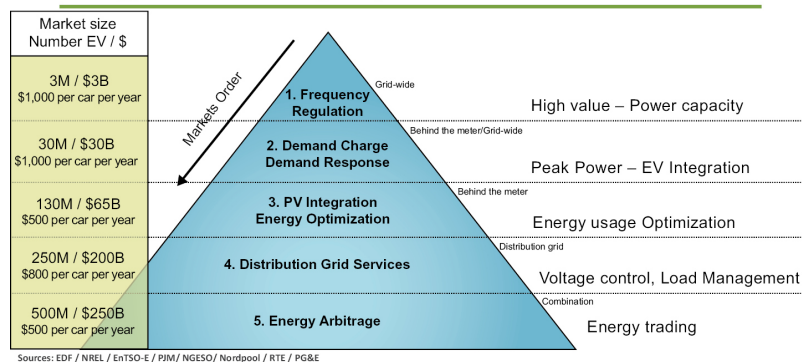 Market size
Number EV / $
3M / $3B
$1,000 per car per year
30M / $30B
$1,000 per car per year
130M / $65B
$500 per car per year
250M / $200B
$800 per car per year
500M / $250B
$500 per car per year
Markets Order
1. Frequency
Regulation
Grid-wide
High value – Power capacity
Behind the meter/Grid-wide
2. Demand Charge
Demand Response
Peak Power – EV Integration
Behind the meter
3. PV Integration
Energy Optimization
Energy usage Optimization
Distribution grid
4. Distribution Grid Services
Voltage control, Load Management
Combination
5. Energy Arbitrage
Energy trading
Sources: EDF / NREL / EnTSO-E / PJM/ NGESO/ Nordpool / RTE / PG&E